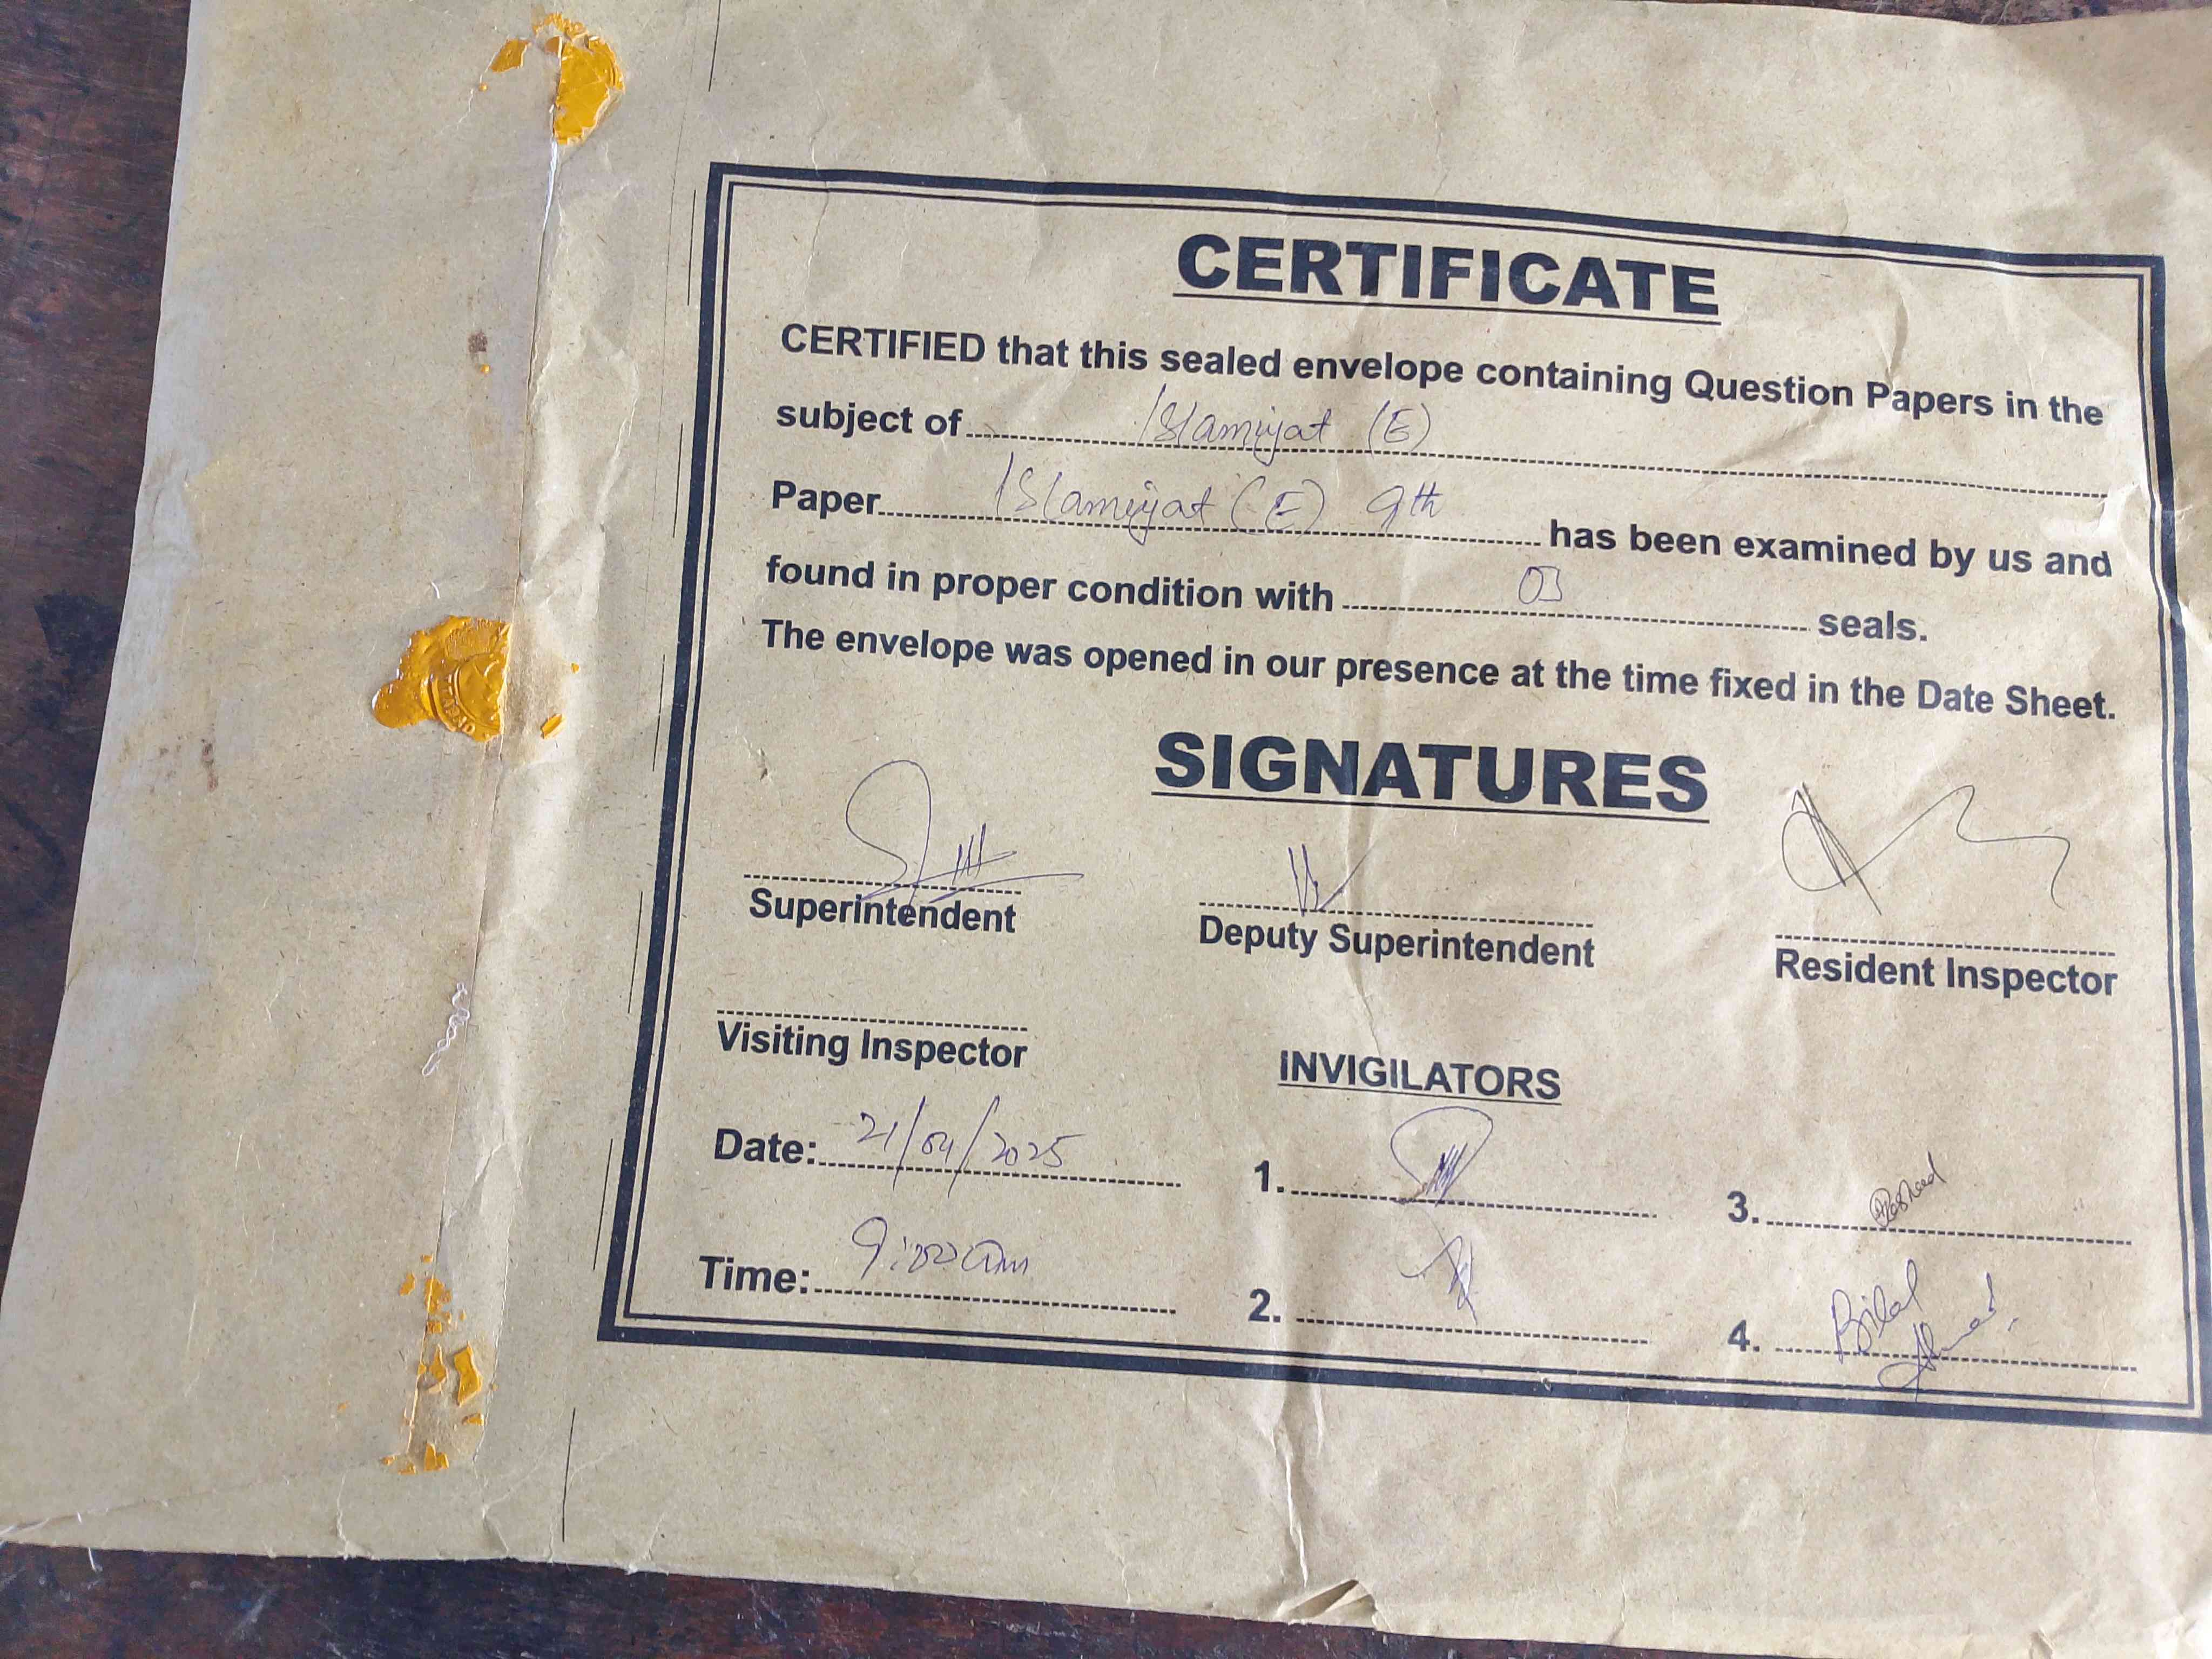 CERTIFICATE
CERTIFIED that this sealed envelope containing Question Papers in the
subject of Islamiyat (E)
Paper Islamiyat (E) 9th has been examined by us and
found in proper condition with 03 seals.
The envelope was opened in our presence at the time fixed in the Date Sheet.
SIGNATURES
Superintendent
Deputy Superintendent
Resident Inspector
Visiting Inspector
INVIGILATORS
Date: 21/04/2025
1.
3. Rasheed
Time: 9:00 am
2.
4. Bilal Ahmad